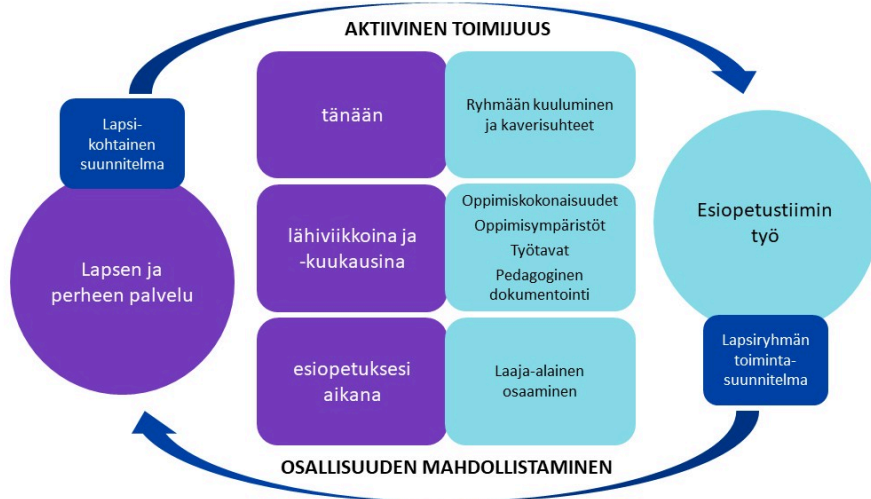 AKTIIVINEN TOIMIJUUS
Lapsi-
kohtainen
suunnitelma
Lapsen ja
perheen palvelu
tänään
Ryhmään kuuluminen
ja kaverisuhteet
lähiviikkoina ja
-kuukausina
Oppimiskokonaisuudet
Oppimisympäristöt
Työtavat
Pedagoginen
dokumentointi
esiopetuksesi
aikana
Laaja-alainen
osaaminen
Esiopetustiimin
työ
Lapsiryhmän
toiminta-
suunnitelma
OSALLISUUDEN MAHDOLLISTAMINEN